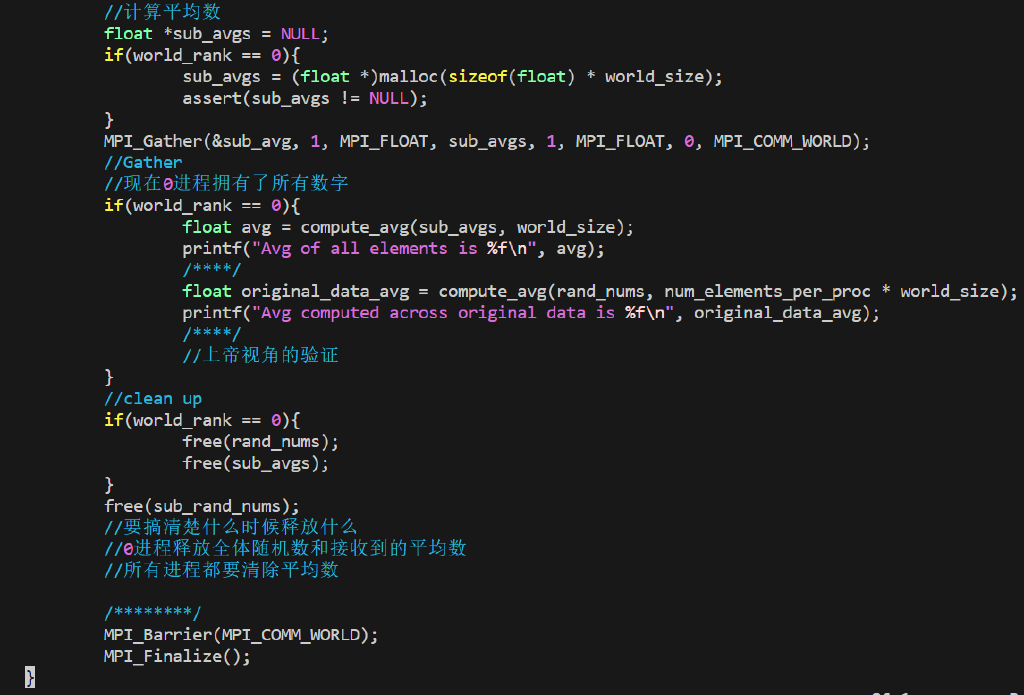 //计算平均数
float *sub_avgs = NULL;
if(world_rank == 0){
sub_avgs = (float *)malloc(sizeof(float) * world_size);
assert(sub_avgs != NULL);
}
MPI_Gather(&sub_avg, 1, MPI_FLOAT, sub_avgs, 1, MPI_FLOAT, 0, MPI_COMM_WORLD);
//Gather
//现在0进程拥有了所有数字
if(world_rank == 0){
float avg = compute_avg(sub_avgs, world_size);
printf("Avg of all elements is %f\n", avg);
/****/
float original_data_avg = compute_avg(rand_nums, num_elements_per_proc * world_size);
printf("Avg computed across original data is %f\n", original_data_avg);
/****/
//上帝视角的验证
}
//clean up
if(world_rank == 0){
free(rand_nums);
free(sub_avgs);
}
free(sub_rand_nums);
//要搞清楚什么时候释放什么
//0进程释放全体随机数和接收到的平均数
//所有进程都要清除平均数
/********/
MPI_Barrier(MPI_COMM_WORLD);
MPI_Finalize();
}